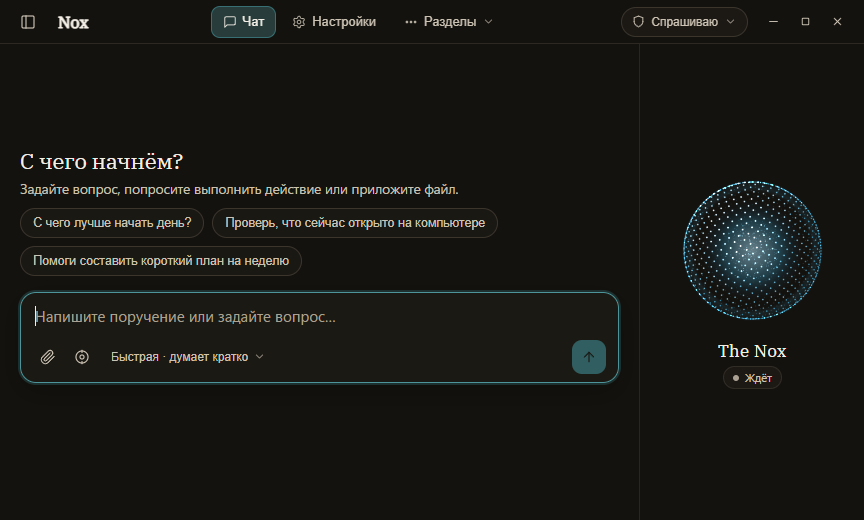 Nox
Чат
Настройки
Разделы
Спрашиваю
С чего начнём?
Задайте вопрос, попросите выполнить действие или приложите файл.
С чего лучше начать день?
Проверь, что сейчас открыто на компьютере
Помоги составить короткий план на неделю
Напишите поручение или задайте вопрос...
Быстрая · думает кратко
The Nox
Ждёт